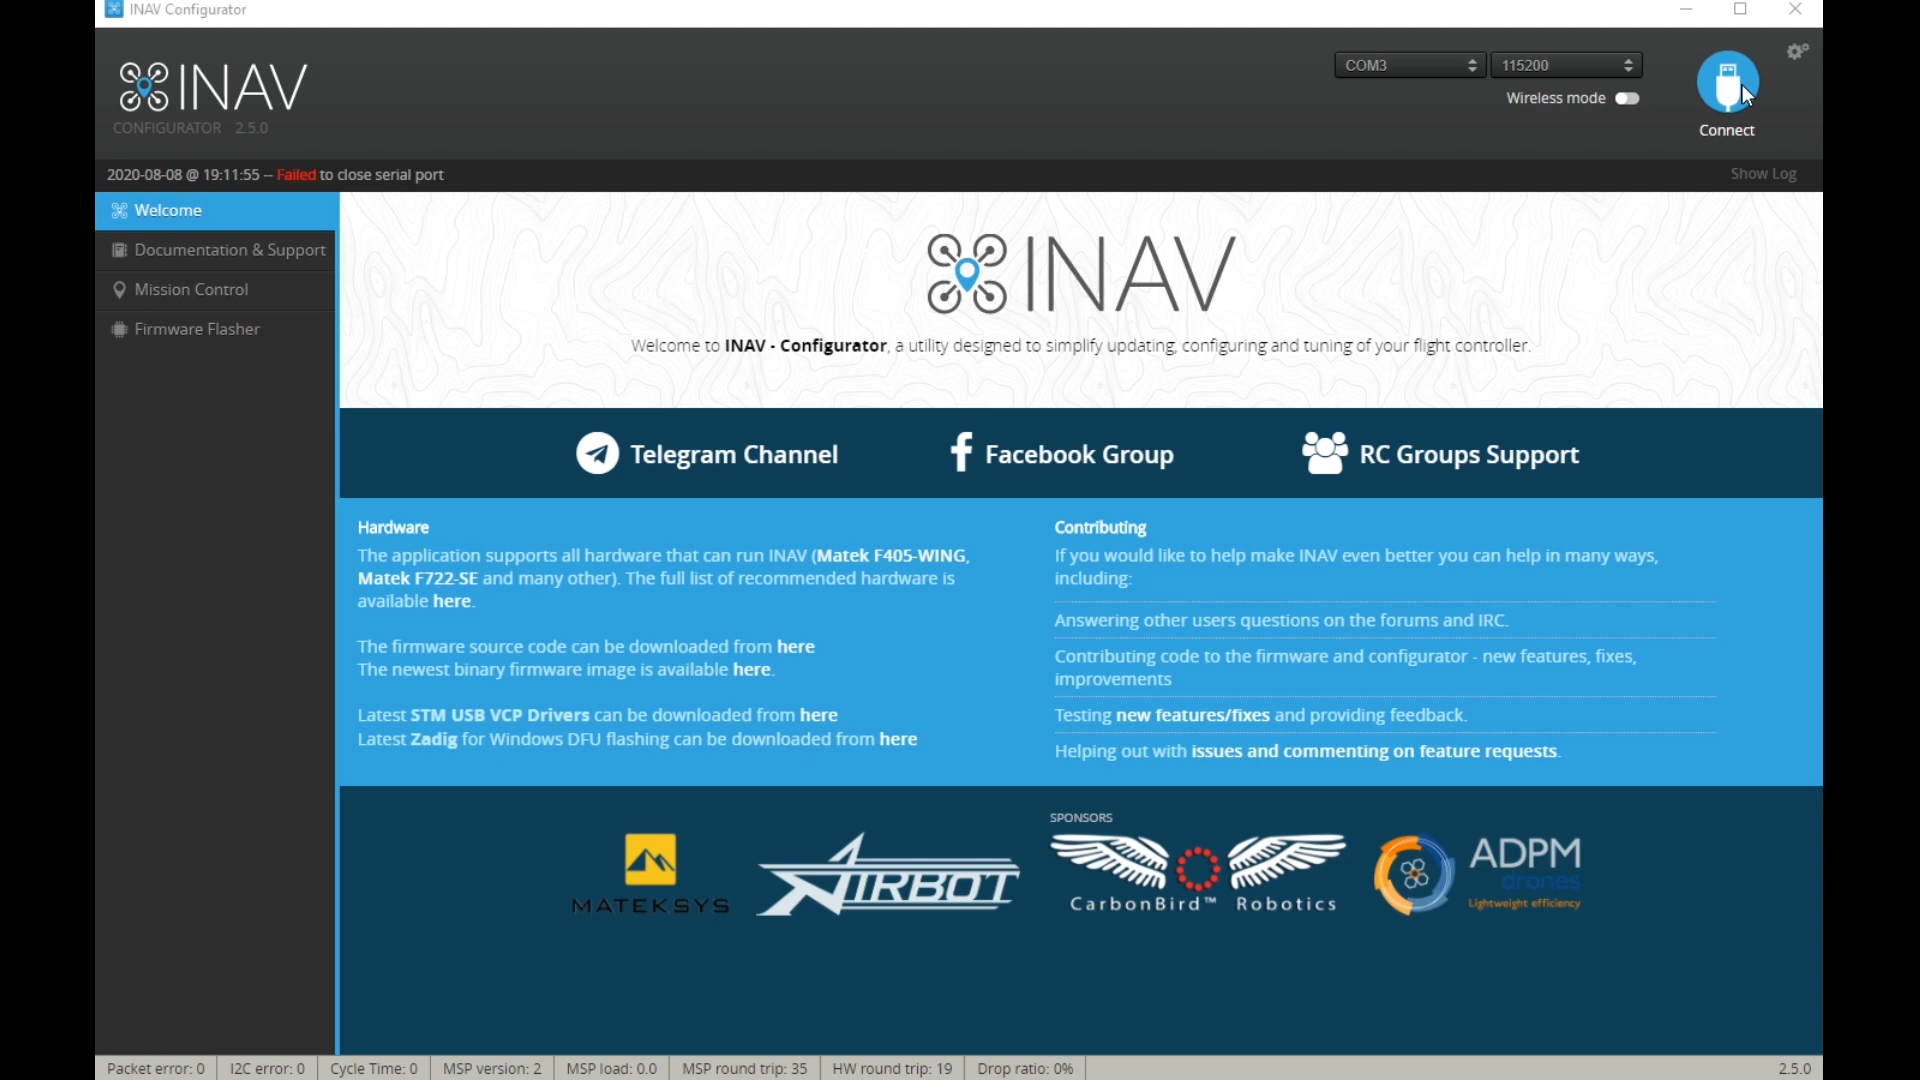 INAV Configurator
INAV
CONFIGURATOR 2.5.0
COM3
115200
Wireless mode
Connect
2020-08-08 @ 19:11:55 -- Failed to close serial port
Show Log
Welcome
Documentation & Support
Mission Control
Firmware Flasher
INAV
Welcome to INAV - Configurator, a utility designed to simplify updating, configuring and tuning of your flight controller.
Telegram Channel
Facebook Group
RC Groups Support
Hardware
The application supports all hardware that can run INAV (Matek F405-WING,
Matek F722-SE and many other). The full list of recommended hardware is
available here.
The firmware source code can be downloaded from here
The newest binary firmware image is available here.
Latest STM USB VCP Drivers can be downloaded from here
Latest Zadig for Windows DFU flashing can be downloaded from here
Contributing
If you would like to help make INAV even better you can help in many ways,
including:
Answering other users questions on the forums and IRC.
Contributing code to the firmware and configurator - new features, fixes,
improvements
Testing new features/fixes and providing feedback.
Helping out with issues and commenting on feature requests.
SPONSORS
MATEKSYS
AIRBOT
CarbonBird™ Robotics
ADPM
drones
Lightweight efficiency
Packet error: 0
I2C error: 0
Cycle Time: 0
MSP version: 2
MSP load: 0.0
MSP round trip: 35
HW round trip: 19
Drop ratio: 0%
2.5.0